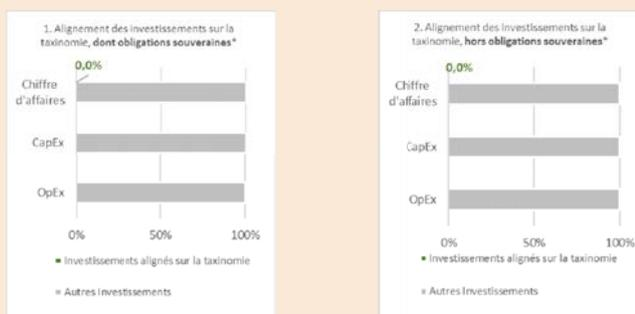 1. Alignement des investissements sur la
taxinomie, dont obligations souveraines*
0,0%
Chiffre
d'affaires
CapEx
OpEx
0%
50%
100%
Investissements alignés sur la taxinomie
Autres Investissements
2. Alignement des investissements sur la
taxinomie, hors obligations souveraines*
0,0%
Chiffre
d'affaires
CapEx
OpEx
0%
50%
100%
Investissements alignés sur la taxinomie
Autres Investissements